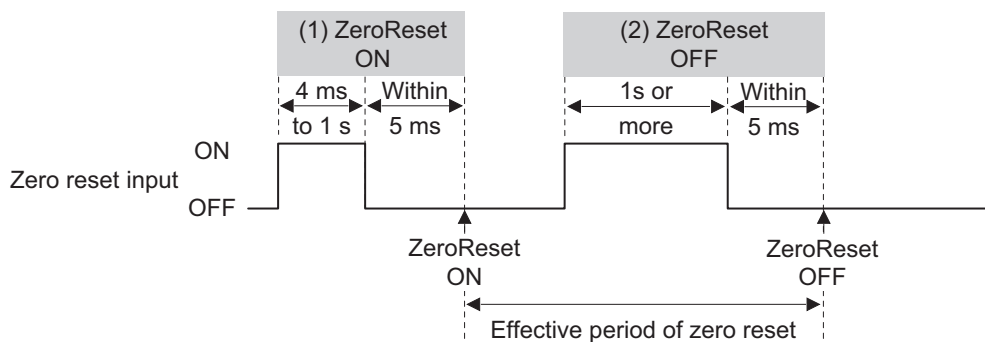 (1) ZeroReset
ON
(2) ZeroReset
OFF
4 ms
to 1 s
Within
5 ms
1s or
more
Within
5 ms
ON
Zero reset input
OFF
ZeroReset
ON
ZeroReset
OFF
Effective period of zero reset